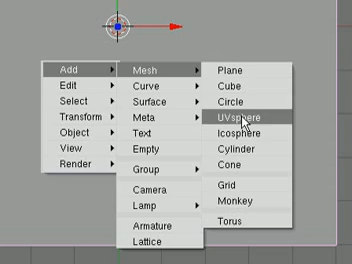 Add
Edit
Select
Transform
Object
View
Render
Mesh
Curve
Surface
Meta
Text
Empty
Group
Camera
Lamp
Armature
Lattice
Plane
Cube
Circle
UVsphere
Icosphere
Cylinder
Cone
Grid
Monkey
Torus